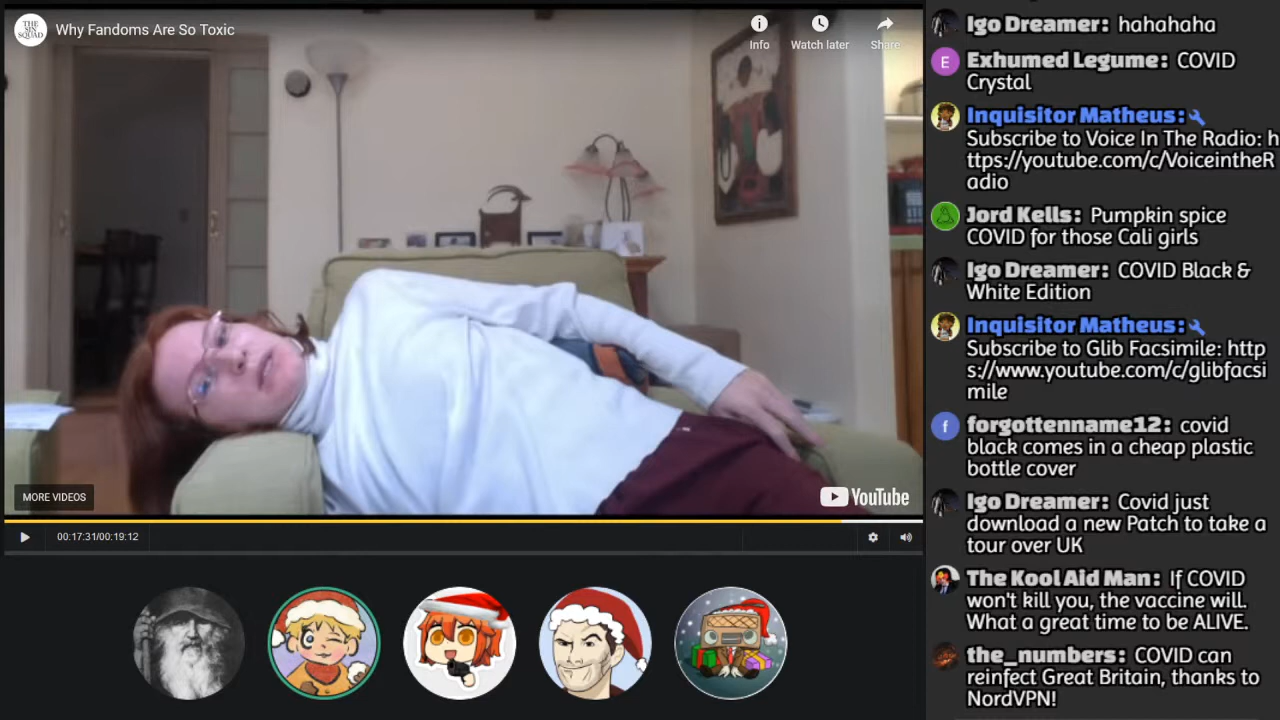 THE
SIN
SQUAD
Why Fandoms Are So Toxic
Info
Watch later
Share
MORE VIDEOS
YouTube
00:17:31/00:19:12
Igo Dreamer: hahahaha
E
Exhumed Legume: COVID
Crystal
Inquisitor Matheus:
Subscribe to Voice In The Radio: h
ttps://youtube.com/c/VoiceintheR
adio
Jord Kells: Pumpkin spice
COVID for those Cali girls
Igo Dreamer: COVID Black &
White Edition
Inquisitor Matheus:
Subscribe to Glib Facsimile: http
s://www.youtube.com/c/glibfacsi
mile
f
forgottenname12: covid
black comes in a cheap plastic
bottle cover
Igo Dreamer: Covid just
download a new Patch to take a
tour over UK
The Kool Aid Man: If COVID
won't kill you, the vaccine will.
What a great time to be ALIVE.
the_numbers: COVID can
reinfect Great Britain, thanks to
NordVPN!